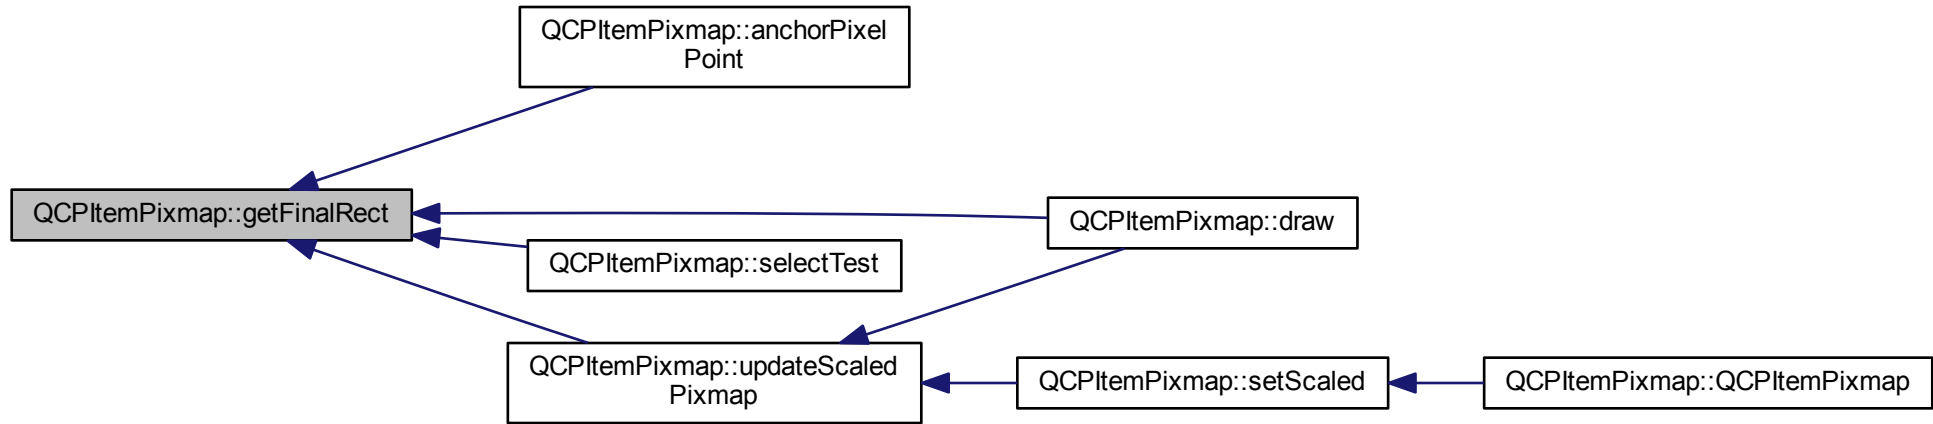 QCPItemPixmap::anchorPixel
Point
QCPItemPixmap::getFinalRect
QCPItemPixmap::draw
QCPItemPixmap::selectTest
QCPItemPixmap::updateScaled
Pixmap
QCPItemPixmap::setScaled
QCPItemPixmap::QCPItemPixmap